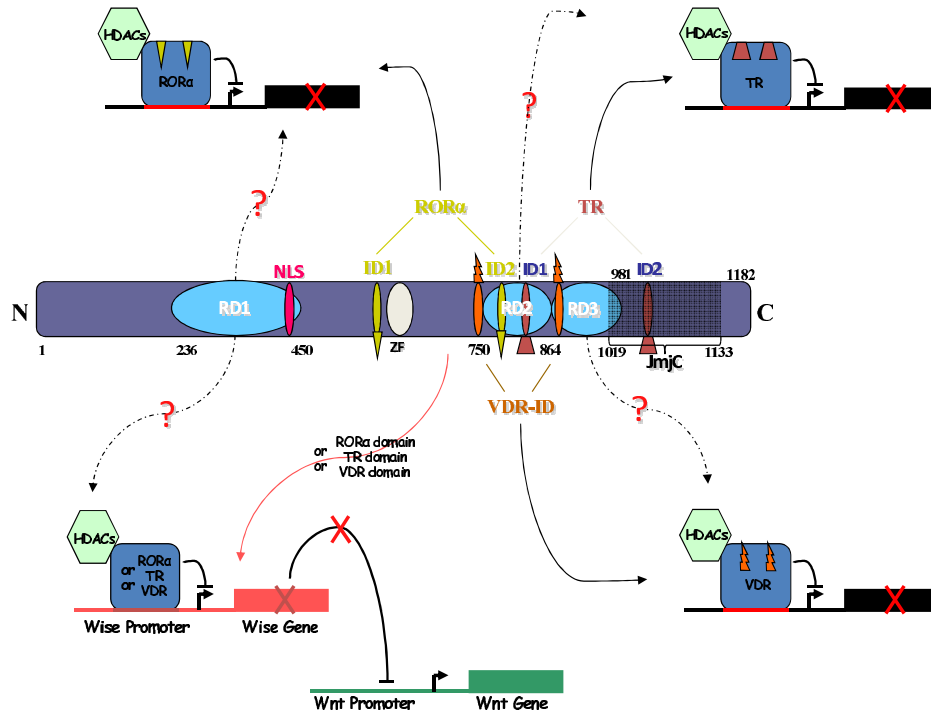 HDACs
RORα
HDACs
TR
?
?
RORα
TR
NLS
ID1
ID2
ID1
981
ID2
1182
N
RD1
RD2
RD3
C
1
236
450
ZF
750
864
1019
1133
JmjC
VDR-ID
?
?
or RORα domain
or TR domain
VDR domain
HDACs
RORα
or TR
or VDR
Wise Promoter
Wise Gene
HDACs
VDR
Wnt Promoter
Wnt Gene